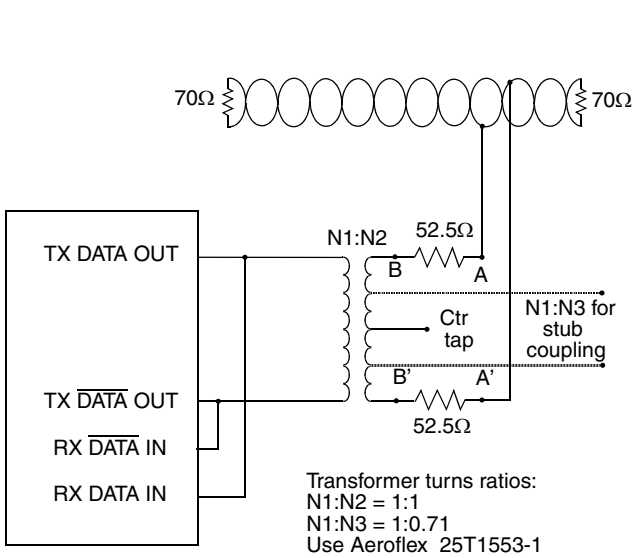 70Ω
70Ω
TX DATA OUT
N1:N2
52.5Ω
B
A
N1:N3 for
stub
coupling
Ctr
tap
TX DATA OUT
B'
A'
52.5Ω
RX DATA IN
RX DATA IN
Transformer turns ratios:
N1:N2 = 1:1
N1:N3 = 1:0.71
Use Aeroflex 25T1553-1